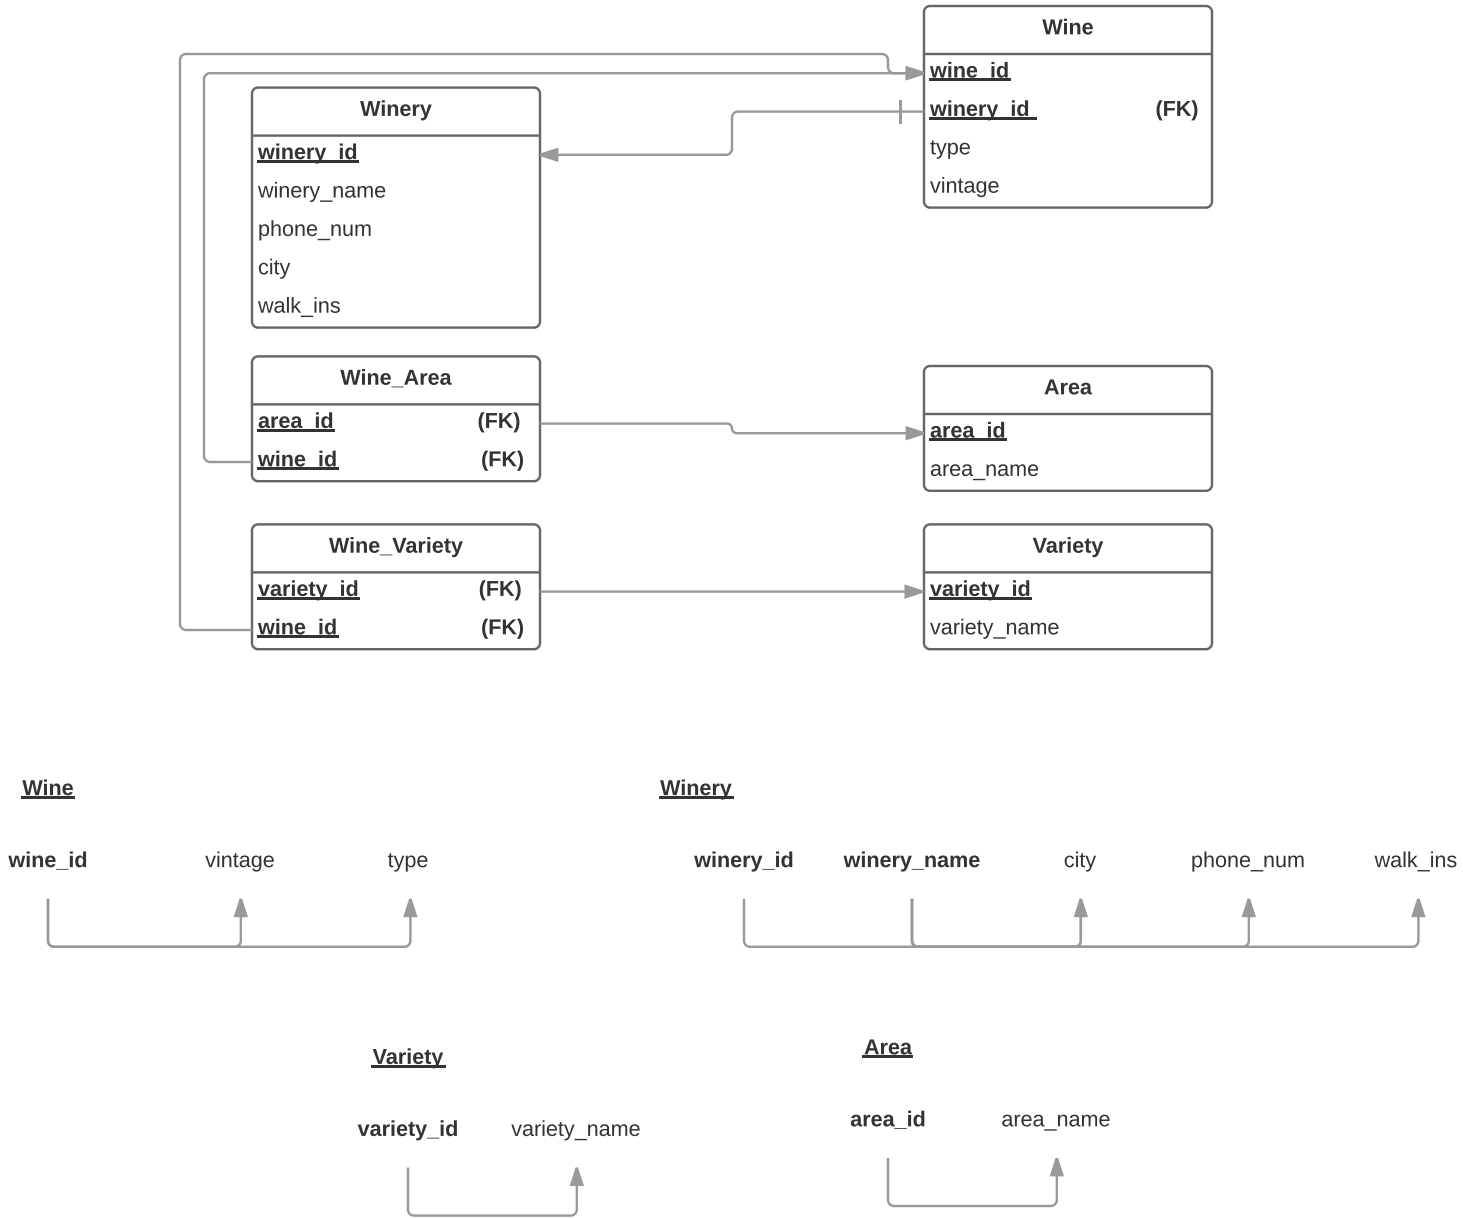 Wine
wine_id
winery_id (FK)
type
vintage
Winery
winery_id
winery_name
phone_num
city
walk_ins
Wine_Area
area_id (FK)
wine_id (FK)
Area
area_id
area_name
Wine_Variety
variety_id (FK)
wine_id (FK)
Variety
variety_id
variety_name
Wine
wine_id vintage type
Winery
winery_id winery_name city phone_num walk_ins
Variety
variety_id variety_name
Area
area_id area_name